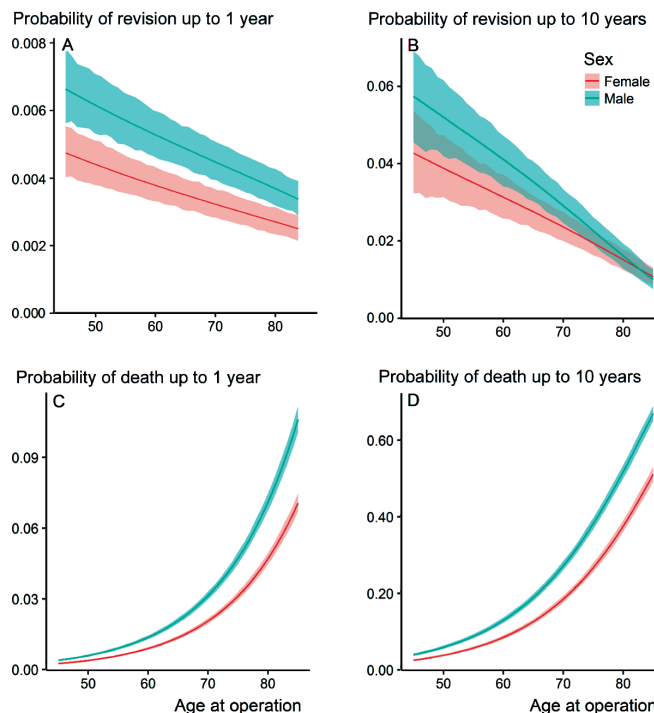 Probability of revision up to 1 year
A
0.008
0.006
0.004
0.002
0.000
50 60 70 80
Probability of revision up to 10 years
B
Sex
Female
Male
0.06
0.04
0.02
0.00
50 60 70 80
Probability of death up to 1 year
C
0.09
0.06
0.03
0.00
50 60 70 80
Age at operation
Probability of death up to 10 years
D
0.60
0.40
0.20
0.00
50 60 70 80
Age at operation